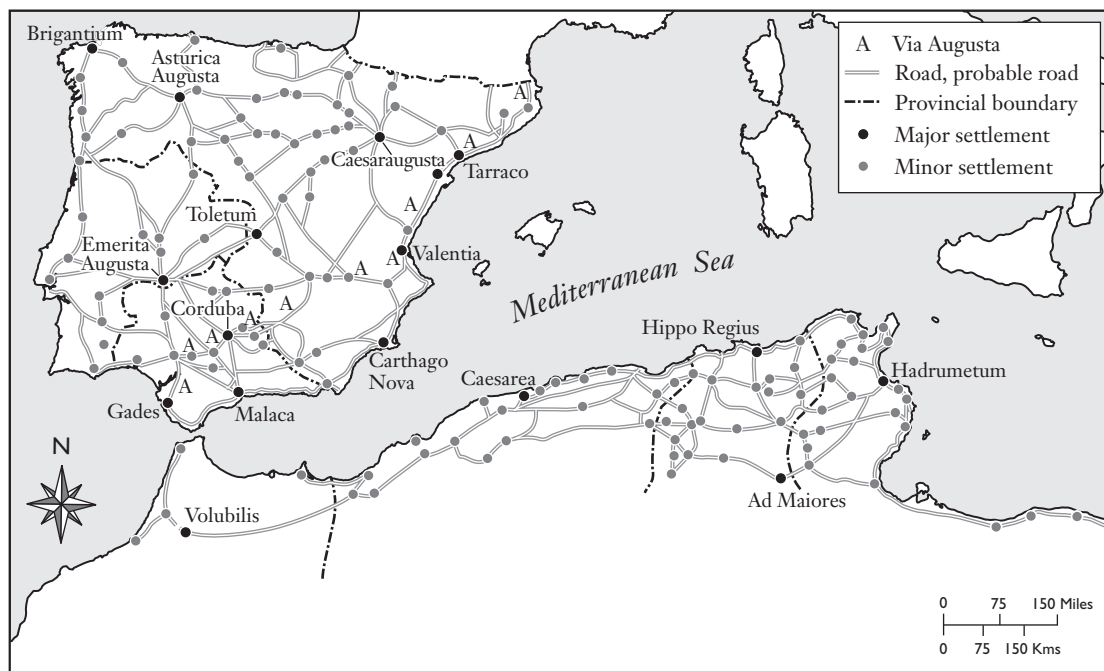 Brigantium
Asturica
Augusta
A
Caesaraugusta
A
Tarraco
A
Toletum
Emerita
Augusta
A
Valentia
A
A
Corduba
A
A
A
A
Carthago
Nova
Gades
Malaca
Mediterranean Sea
Hippo Regius
Caesarea
Hadrumetum
Ad Maiores
Volubilis
N
A Via Augusta
Road, probable road
Provincial boundary
Major settlement
Minor settlement
0 75 150 Miles
0 75 150 Kms